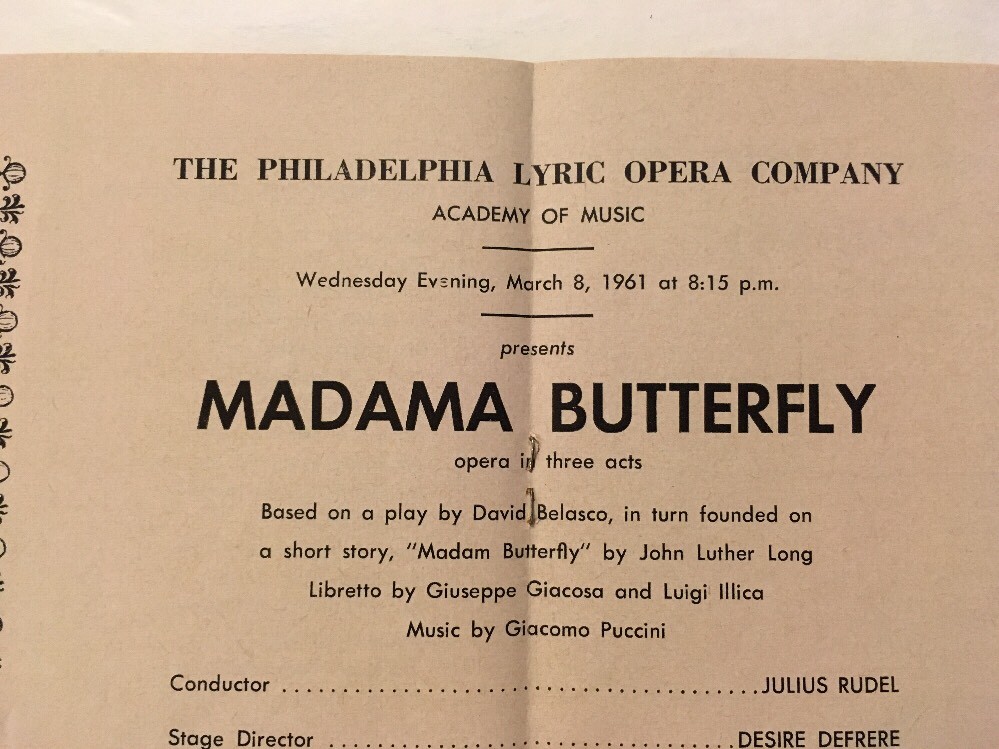 THE PHILADELPHIA LYRIC OPERA COMPANY
ACADEMY OF MUSIC
Wednesday Evening, March 8, 1961 at 8:15 p.m.
presents
MADAMA BUTTERFLY
opera in three acts
Based on a play by David Belasco, in turn founded on
a short story, "Madam Butterfly" by John Luther Long
Libretto by Giuseppe Giacosa and Luigi Illica
Music by Giacomo Puccini
Conductor ........................................JULIUS RUDEL
Stage Director ..................................DESIRE DEFRERE